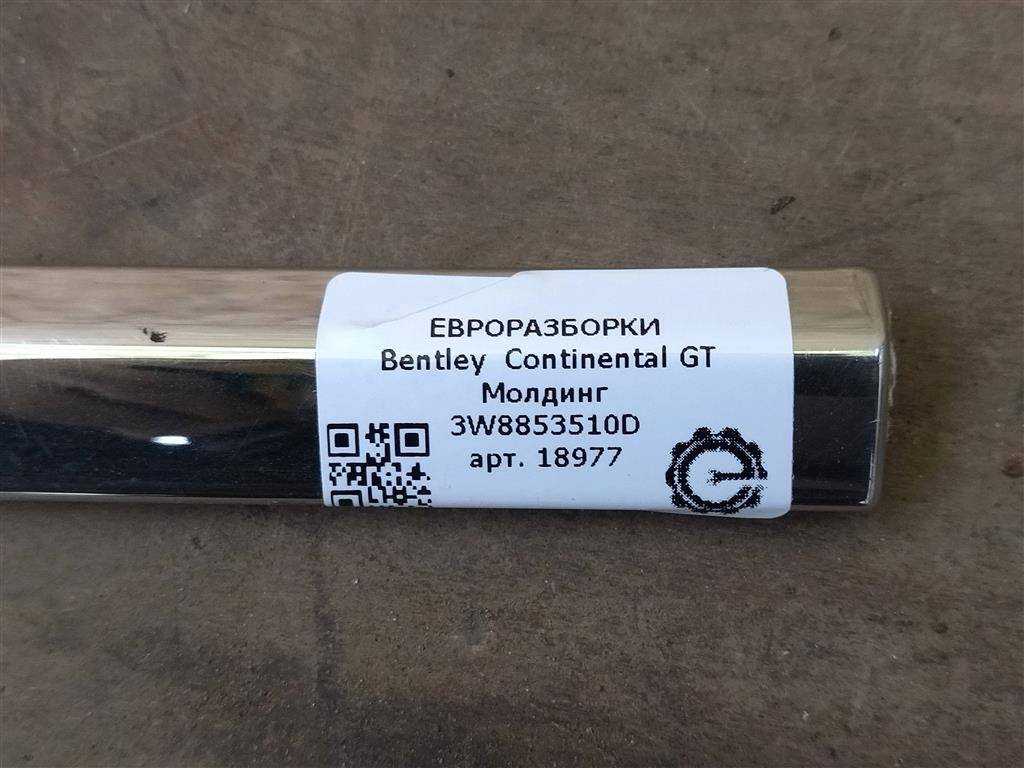 ЕВРОРАЗБОРКИ
Bentley Continental GT
Молдинг
3W8853510D
арт. 18977